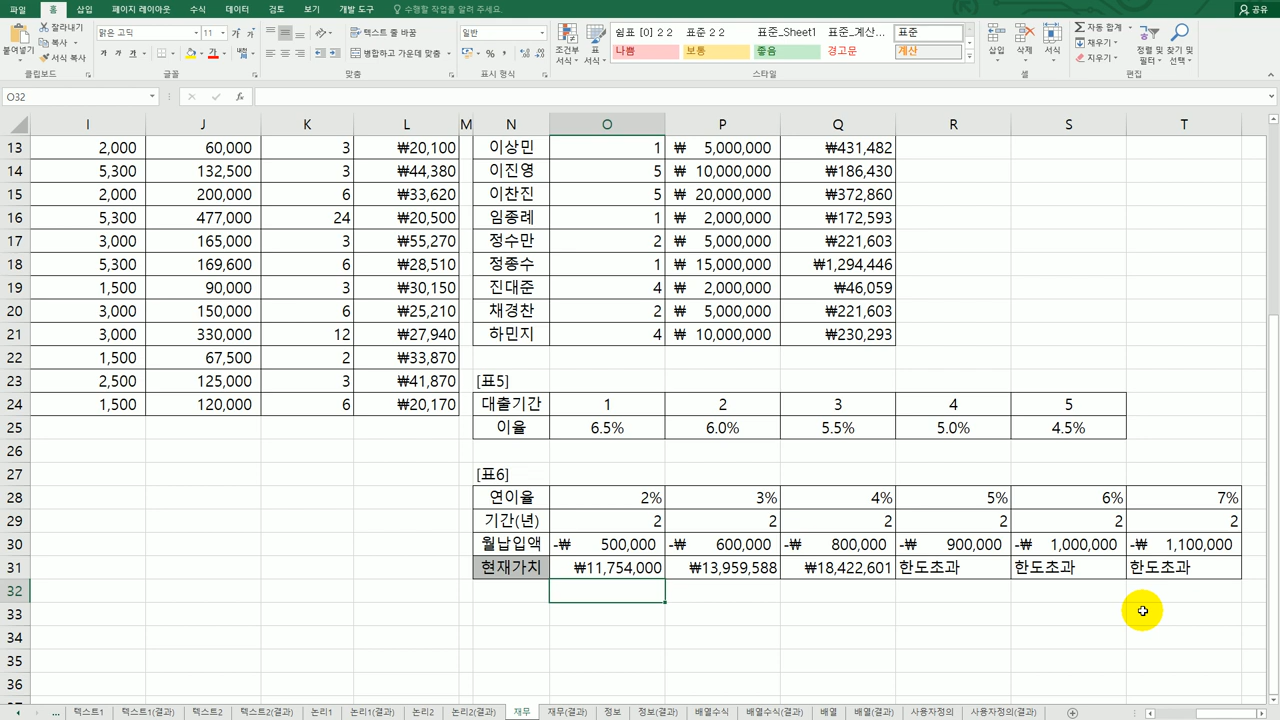 파일 홈 삽입 페이지 레이아웃 수식 데이터 검토 보기 개발 도구 수행할 작업을 알려 주세요. 공유
붙여넣기 잘라내기 복사 서식 복사 클립보드
맑은 고딕 11 가 가 가 가 가 글꼴
텍스트 줄 바꿈 병합하고 가운데 맞춤 맞춤
일반 % 표시 형식
조건부 서식 표 서식 쉼표 [0] 2 2 표준 2 2 표준_Sheet1 표준_계산... 표준
나쁨 보통 좋음 경고문 계산 스타일
삽입 삭제 서식 셀
자동 합계 채우기 지우기 정렬 및 필터 찾기 및 선택 편집
O32 fx
I J K L M N O P Q R S T
13 2,000 60,000 3 ₩20,100 이상민 1 ₩ 5,000,000 ₩431,482
14 5,300 132,500 3 ₩44,380 이진영 5 ₩ 10,000,000 ₩186,430
15 2,000 200,000 6 ₩33,620 이찬진 5 ₩ 20,000,000 ₩372,860
16 5,300 477,000 24 ₩20,500 임종례 1 ₩ 2,000,000 ₩172,593
17 3,000 165,000 3 ₩55,270 정수만 2 ₩ 5,000,000 ₩221,603
18 5,300 169,600 6 ₩28,510 정종수 1 ₩ 15,000,000 ₩1,294,446
19 1,500 90,000 3 ₩30,150 진대준 4 ₩ 2,000,000 ₩46,059
20 3,000 150,000 6 ₩25,210 채경찬 2 ₩ 5,000,000 ₩221,603
21 3,000 330,000 12 ₩27,940 하민지 4 ₩ 10,000,000 ₩230,293
22 1,500 67,500 2 ₩33,870
23 2,500 125,000 3 ₩41,870 [표5]
24 1,500 120,000 6 ₩20,170 대출기간 1 2 3 4 5
25 이율 6.5% 6.0% 5.5% 5.0% 4.5%
26
27 [표6]
28 연이율 2% 3% 4% 5% 6% 7%
29 기간(년) 2 2 2 2 2 2
30 월납입액 -₩ 500,000 -₩ 600,000 -₩ 800,000 -₩ 900,000 -₩ 1,000,000 -₩ 1,100,000
31 현재가치 ₩11,754,000 ₩13,959,588 ₩18,422,601 한도초과 한도초과 한도초과
32
33
34
35
36
... 텍스트1 텍스트1(결과) 텍스트2 텍스트2(결과) 논리1 논리1(결과) 논리2 논리2(결과) 재무 재무(결과) 정보 정보(결과) 배열수식 배열수식(결과) 배열 배열(결과) 사용자정의 사용자정의(결과)